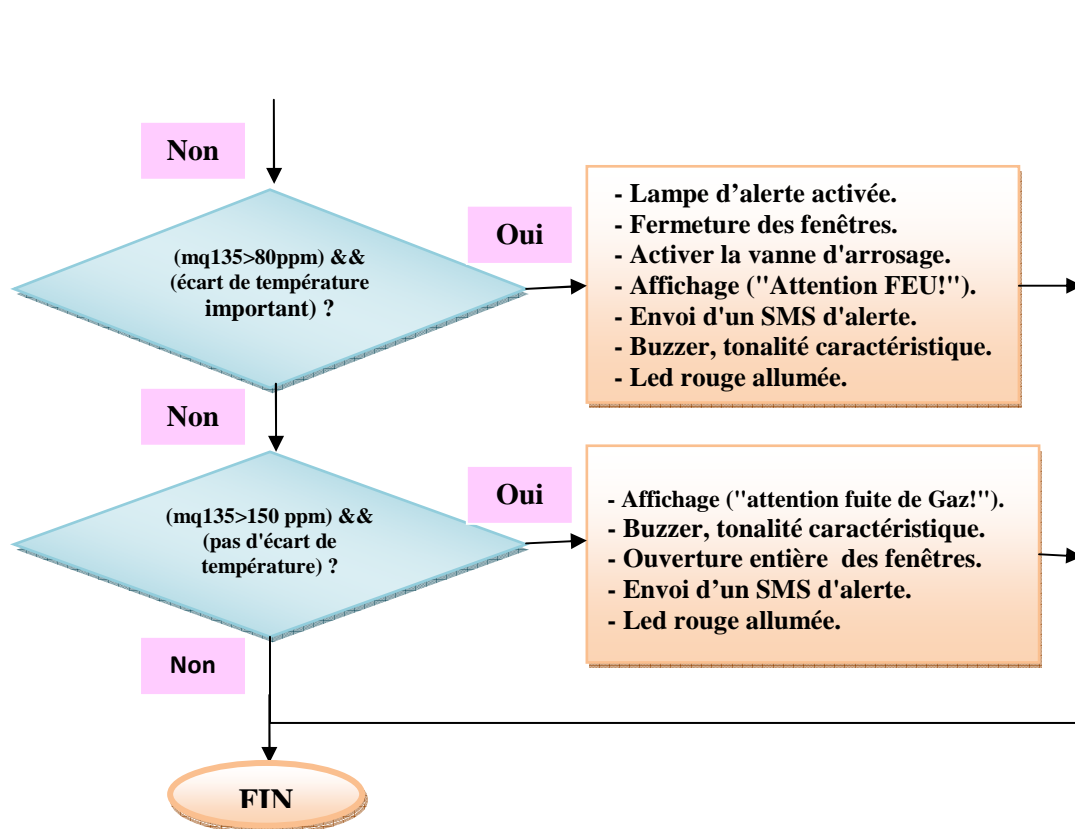 Non
(mq135>80ppm) &&
(écart de température
important) ?
Oui
- Lampe d’alerte activée.
- Fermeture des fenêtres.
- Activer la vanne d'arrosage.
- Affichage ("Attention FEU!").
- Envoi d'un SMS d'alerte.
- Buzzer, tonalité caractéristique.
- Led rouge allumée.
Non
(mq135>150 ppm) &&
(pas d'écart de
température) ?
Oui
- Affichage ("attention fuite de Gaz!").
- Buzzer, tonalité caractéristique.
- Ouverture entière  des fenêtres.
- Envoi d’un SMS d'alerte.
- Led rouge allumée.
Non
FIN